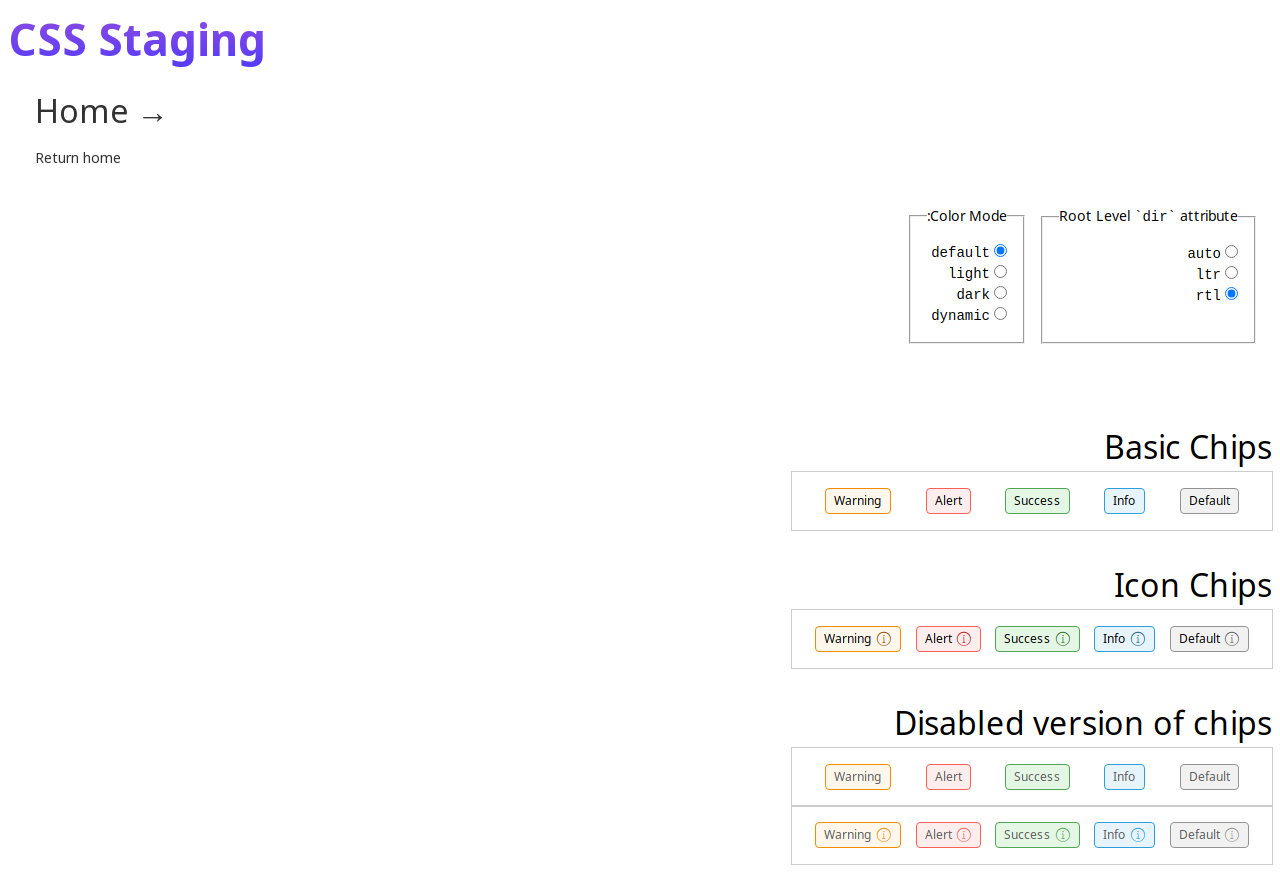 CSS Staging
Home →
Return home
:Color Mode
default
light
dark
dynamic
Root Level `dir` attribute
auto
ltr
rtl
Basic Chips
Warning Alert Success Info Default
Icon Chips
Warning Alert Success Info Default
Disabled version of chips
Warning Alert Success Info Default
Warning Alert Success Info Default